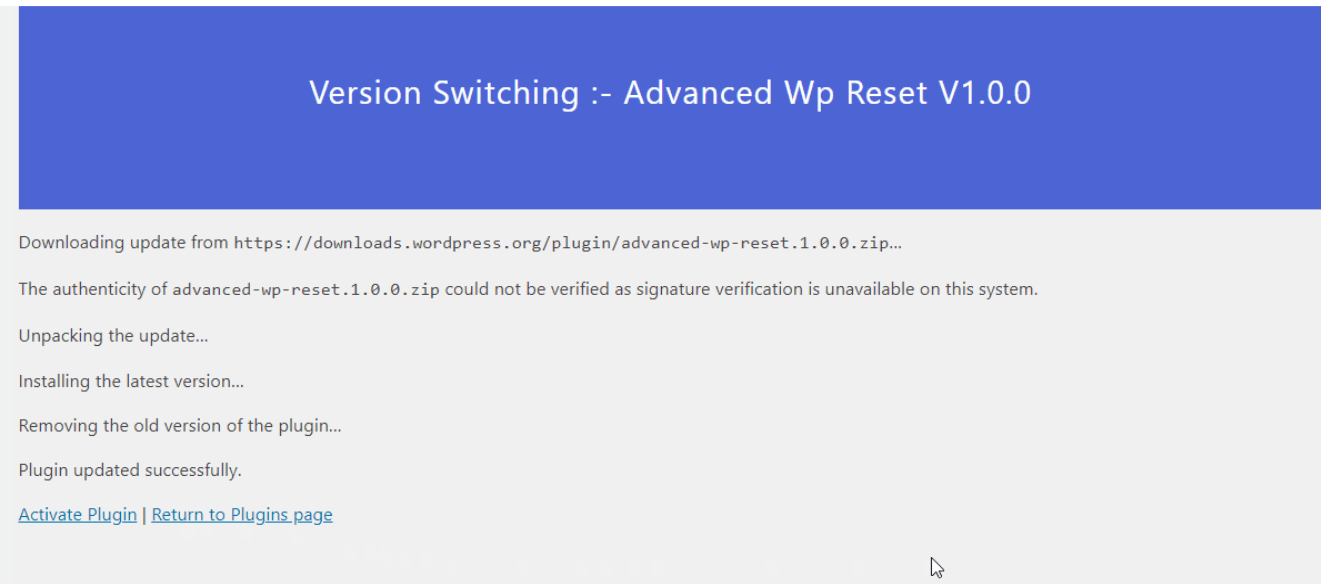 Version Switching :- Advanced Wp Reset V1.0.0
Downloading update from https://downloads.wordpress.org/plugin/advanced-wp-reset.1.0.0.zip…
The authenticity of advanced-wp-reset.1.0.0.zip could not be verified as signature verification is unavailable on this system.
Unpacking the update…
Installing the latest version…
Removing the old version of the plugin…
Plugin updated successfully.
Activate Plugin | Return to Plugins page